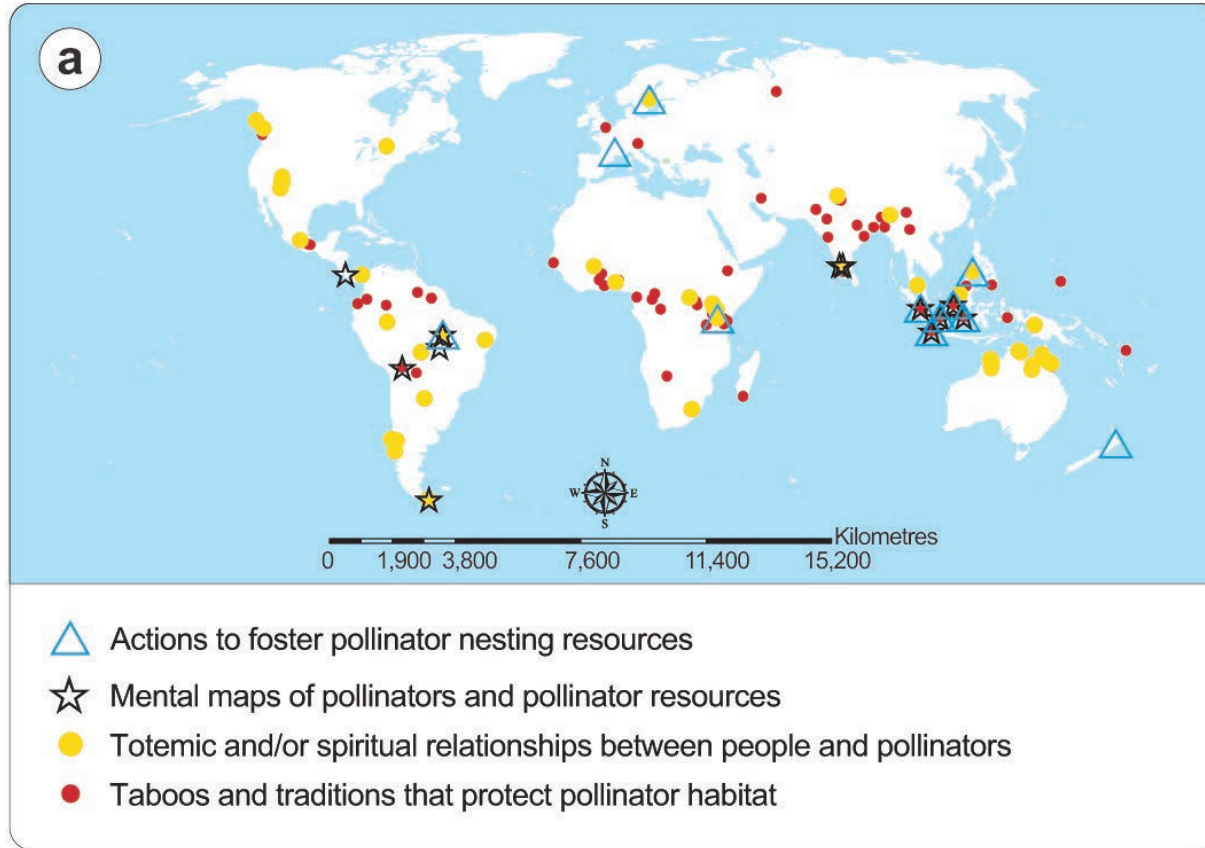 a
N
W E
S
Kilometres
0 1,900 3,800 7,600 11,400 15,200
Actions to foster pollinator nesting resources
Mental maps of pollinators and pollinator resources
Totemic and/or spiritual relationships between people and pollinators
Taboos and traditions that protect pollinator habitat